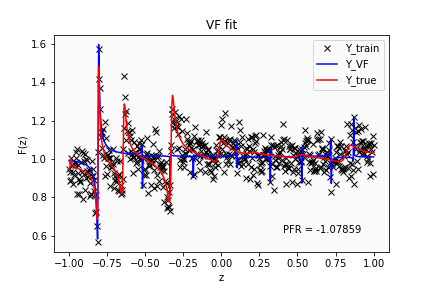 VF fit
Y_train
Y_VF
Y_true
F(z)
1.6
1.4
1.2
1.0
0.8
0.6
PFR = -1.07859
−1.00 −0.75 −0.50 −0.25 0.00 0.25 0.50 0.75 1.00
z